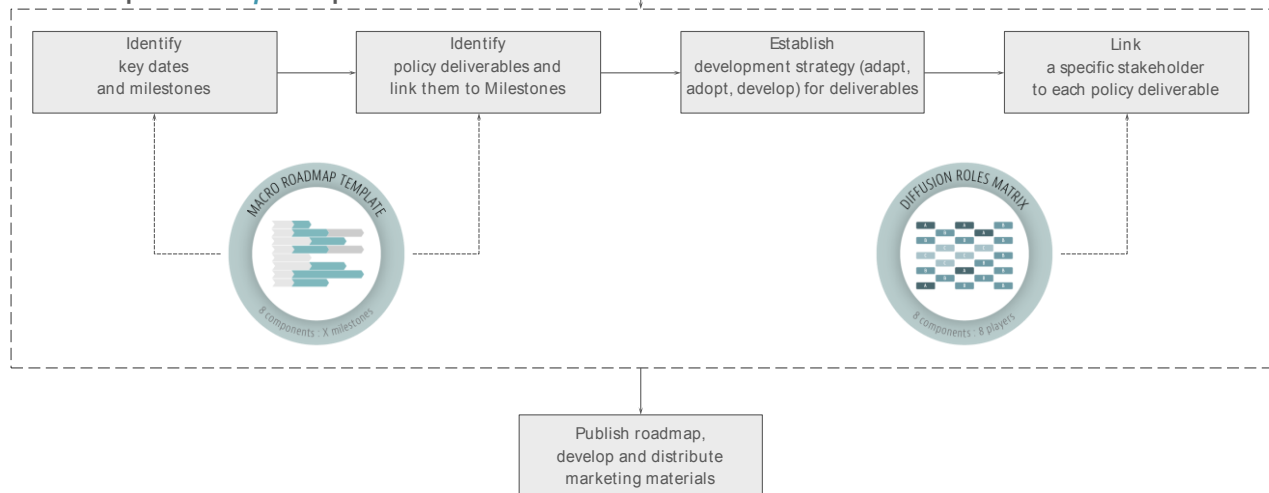 Identify
key dates
and milestones
Identify
policy deliverables and
link them to Milestones
Establish
development strategy (adapt,
adopt, develop) for deliverables
Link
a specific stakeholder
to each policy deliverable
MACRO ROADMAP TEMPLATE
8 components : X milestones
DIFFUSION ROLES MATRIX
8 components : 8 players
Publish roadmap,
develop and distribute
marketing materials